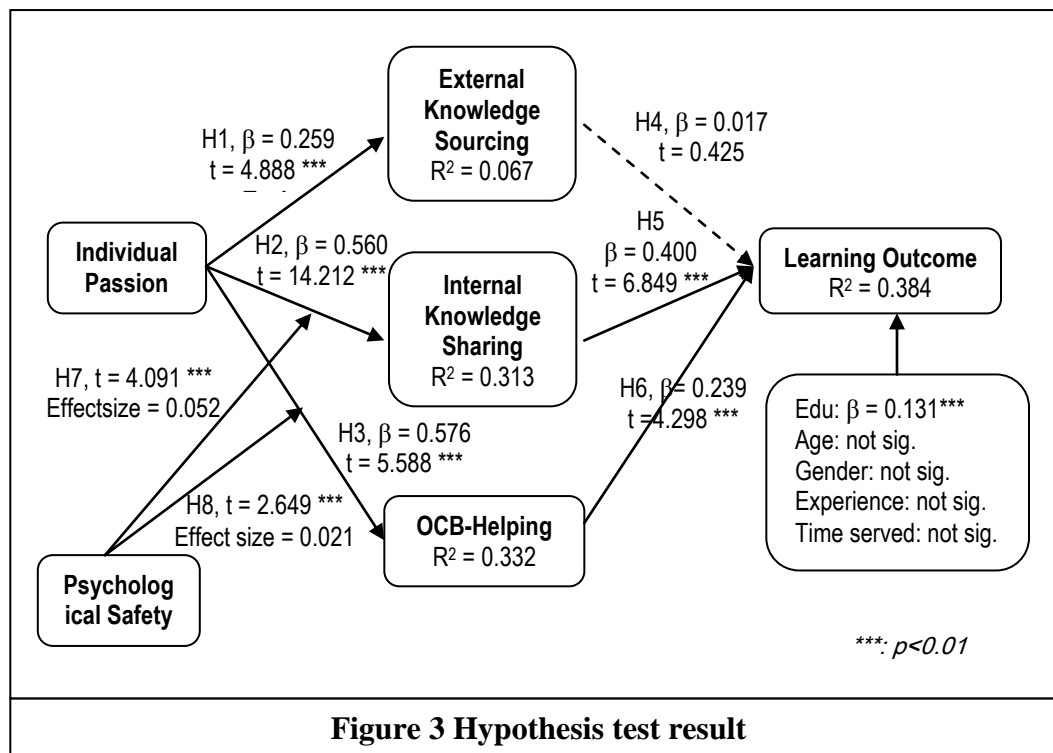 External
Knowledge
Sourcing
R² = 0.067
H1, β = 0.259
t = 4.888 ***
H4, β = 0.017
t = 0.425
Individual
Passion
H2, β = 0.560
t = 14.212 ***
Internal
Knowledge
Sharing
R² = 0.313
H5
β = 0.400
t = 6.849 ***
Learning Outcome
R² = 0.384
H7, t = 4.091 ***
Effectsize = 0.052
H3, β = 0.576
t = 5.588 ***
H6, β= 0.239
t =4.298 ***
Edu: β = 0.131***
Age: not sig.
Gender: not sig.
Experience: not sig.
Time served: not sig.
H8, t = 2.649 ***
Effect size = 0.021
OCB-Helping
R² = 0.332
Psycholog
ical Safety
***: p<0.01
Figure 3 Hypothesis test result